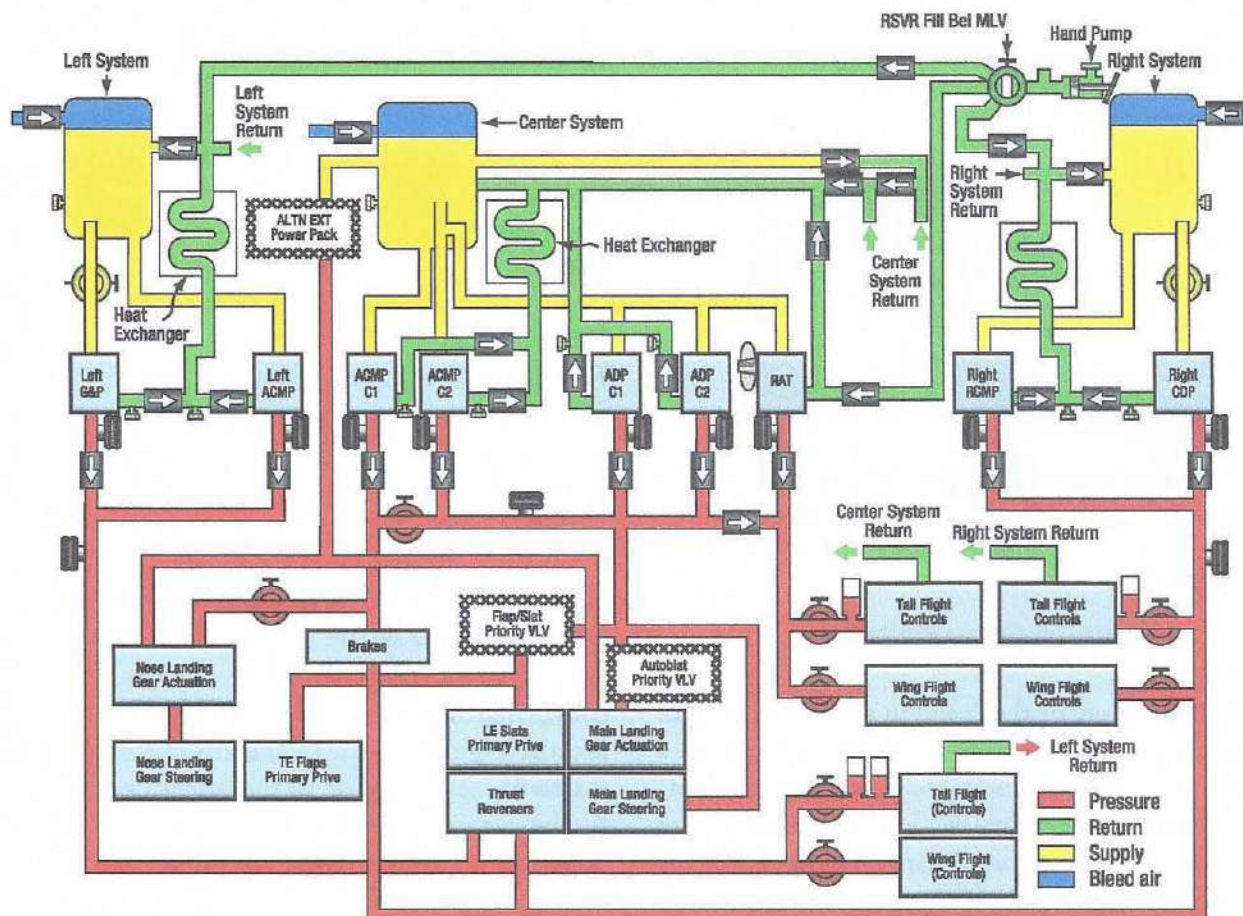 RSVR Fill Bel MLV
Hand Pump
Right System
Left System
Left
System
Return
Center System
ALTN EXT
Power Pack
Heat Exchanger
Center
System
Return
Right
System
Return
Heat
Exchanger
Left
G&P
Left
ACMP
ACMP
C1
ACMP
C2
ADP
C1
ADP
C2
RAT
Right
RCMP
Right
CDP
Center System
Return
Right System Return
Tail Flight
Controls
Tail Flight
Controls
Flap/Slat
Priority VLV
Brakes
Nose Landing
Gear Actuation
Autoblat
Priority VLV
Wing Flight
Controls
Wing Flight
Controls
LE Slats
Primary Prive
Main Landing
Gear Actuation
Nose Landing
Gear Steering
TE Flaps
Primary Prive
Left System
Return
Thrust
Reversers
Main Landing
Gear Steering
Tail Flight
(Controls)
Wing Flight
(Controls)
Pressure
Return
Supply
Bleed air